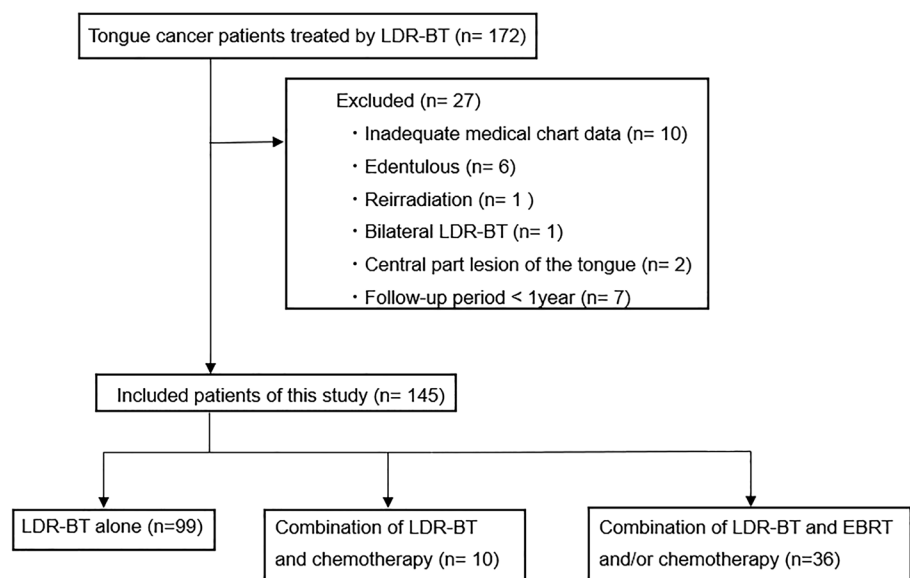 Tongue cancer patients treated by LDR-BT (n= 172)
Excluded (n= 27)
・Inadequate medical chart data (n= 10)
・Edentulous (n= 6)
・Reirradiation (n= 1 )
・Bilateral LDR-BT (n= 1)
・Central part lesion of the tongue (n= 2)
・Follow-up period < 1year (n= 7)
Included patients of this study (n= 145)
LDR-BT alone (n=99)
Combination of LDR-BT
and chemotherapy (n= 10)
Combination of LDR-BT and EBRT
and/or chemotherapy (n=36)